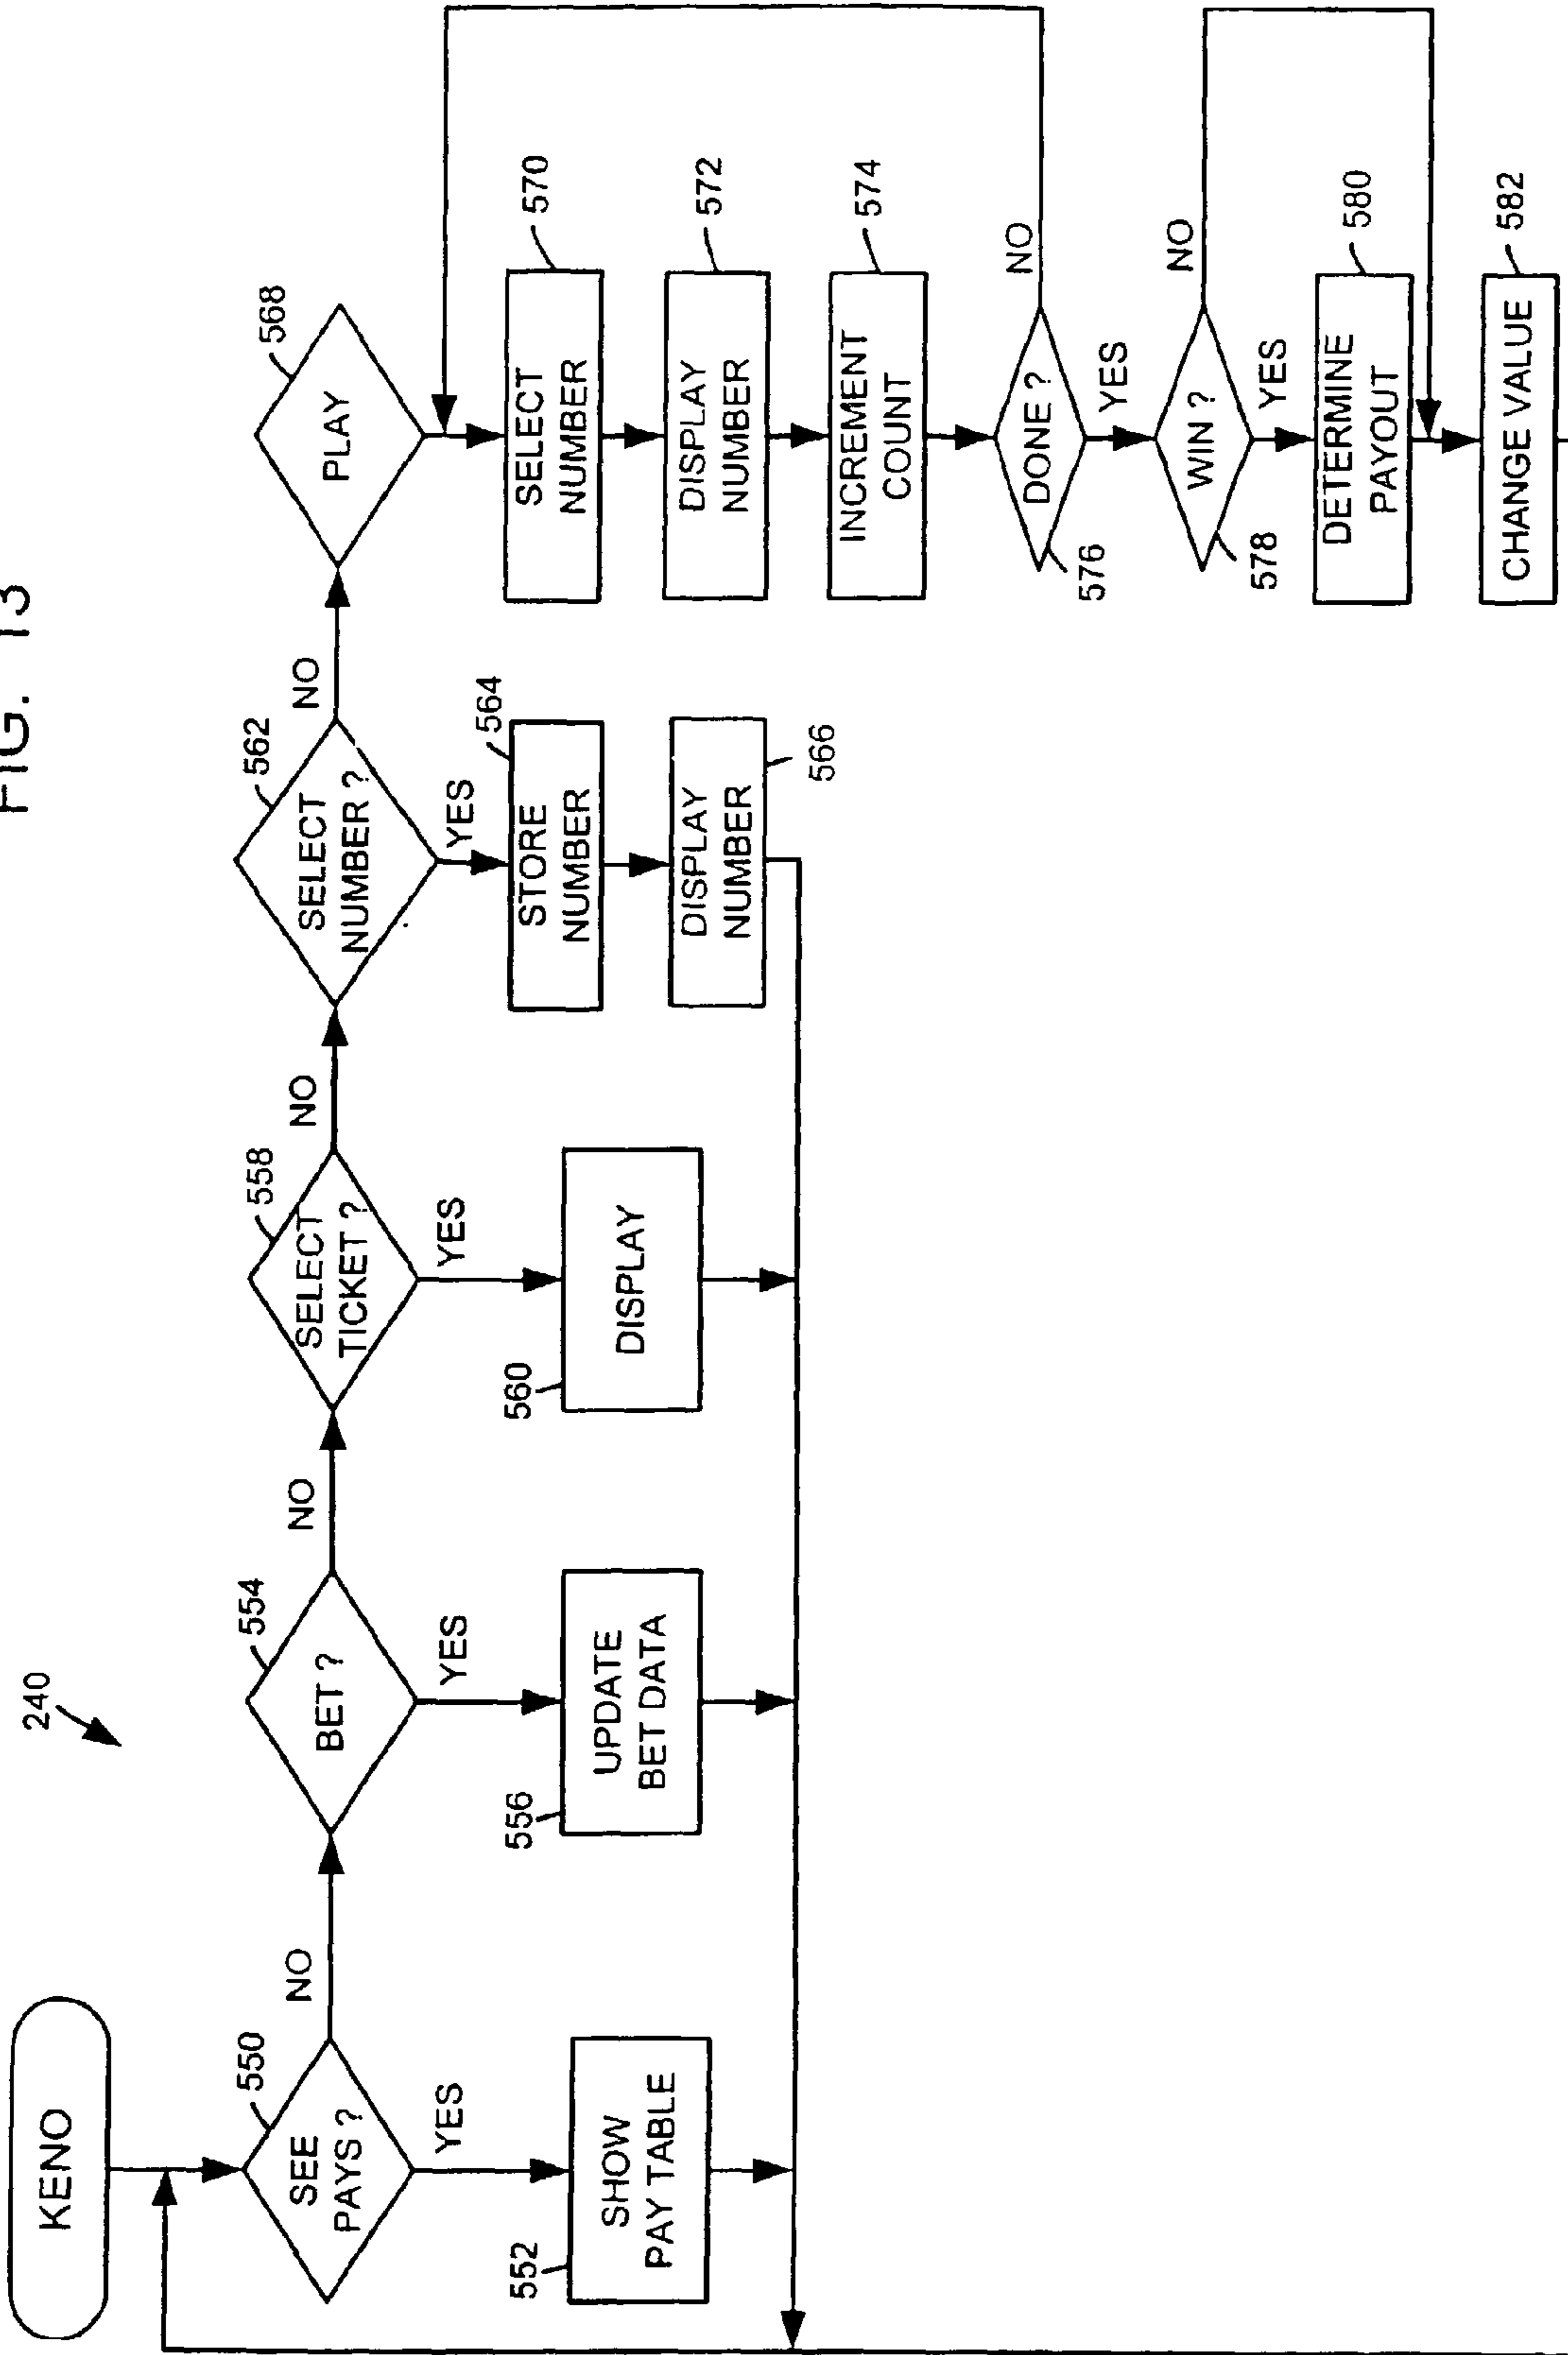 FIG. 13
240
KENO
550
SEE
PAYS ?
NO
YES
552
SHOW
PAY TABLE
554
BET ?
NO
YES
556
UPDATE
BET DATA
558
SELECT
TICKET ?
NO
YES
560
DISPLAY
562
SELECT
NUMBER ?
NO
YES
564
STORE
NUMBER
566
DISPLAY
NUMBER
568
PLAY
570
SELECT
NUMBER
572
DISPLAY
NUMBER
574
INCREMENT
COUNT
576
DONE ?
NO
YES
578
WIN ?
NO
YES
580
DETERMINE
PAYOUT
582
CHANGE VALUE